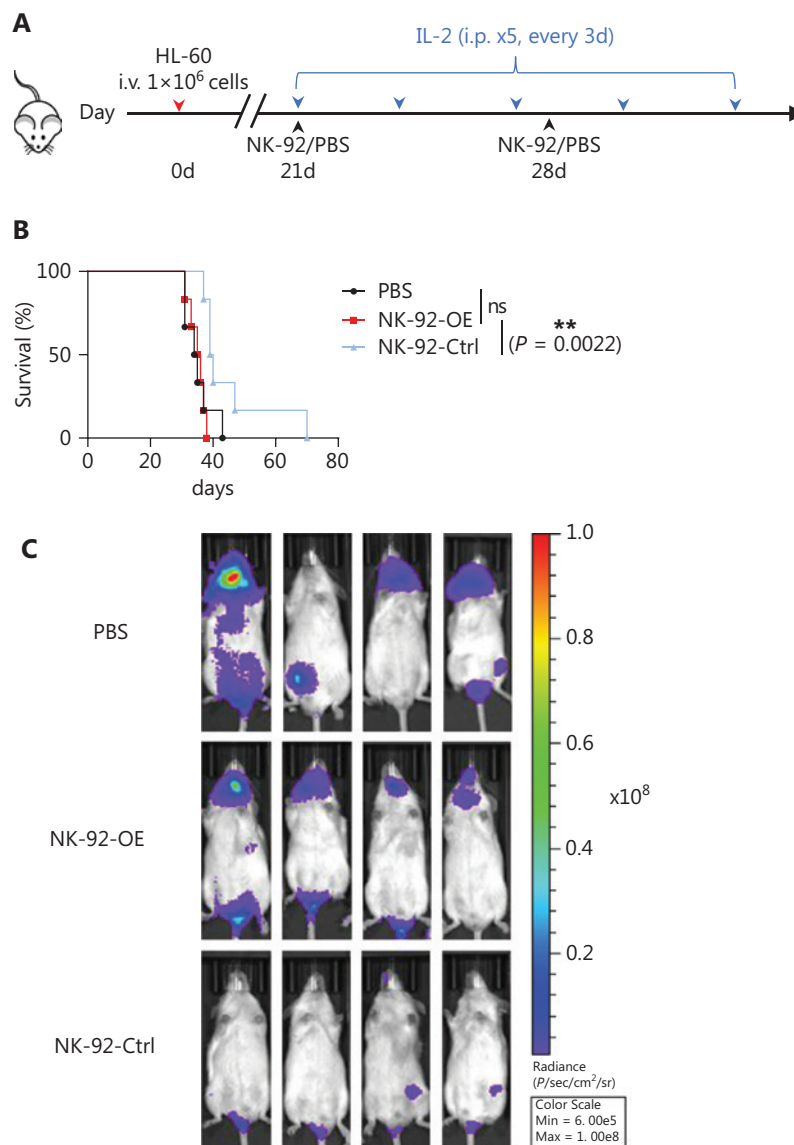 A
IL-2 (i.p. x5, every 3d)
HL-60
i.v. 1×10⁶ cells
Day
NK-92/PBS NK-92/PBS
0d 21d 28d
B
100
50
0
Survival (%)
0 20 40 60 80
days
PBS
NK-92-OE
NK-92-Ctrl
ns
**
(P = 0.0022)
C
PBS
NK-92-OE
NK-92-Ctrl
1.0
0.8
0.6
0.4
0.2
x10⁸
Radiance
(P/sec/cm²/sr)
Color Scale
Min = 6. 00e5
Max = 1. 00e8